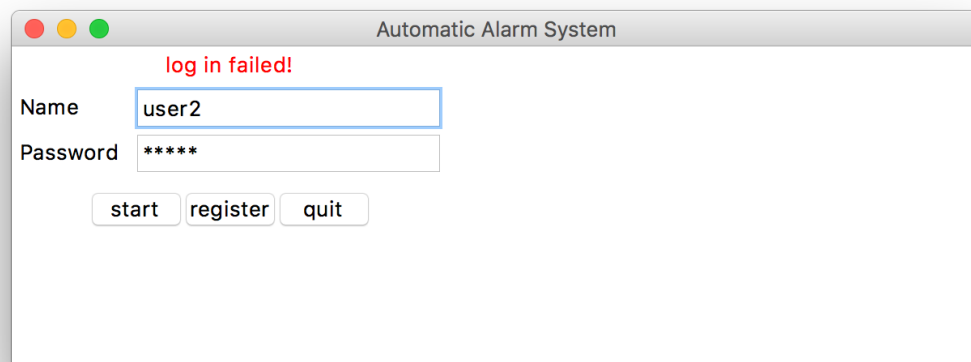 Automatic Alarm System
log in failed!
Name user2
Password *****
start register quit